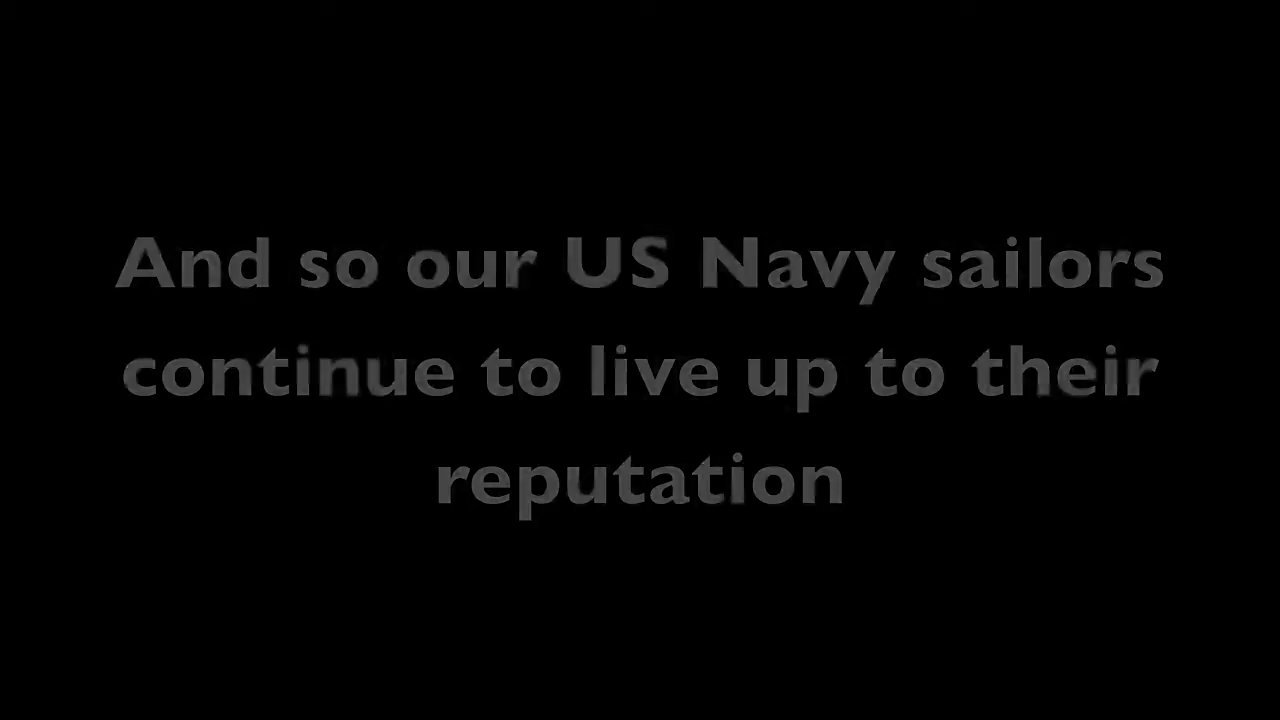 And so our US Navy sailors
continue to live up to their
reputation